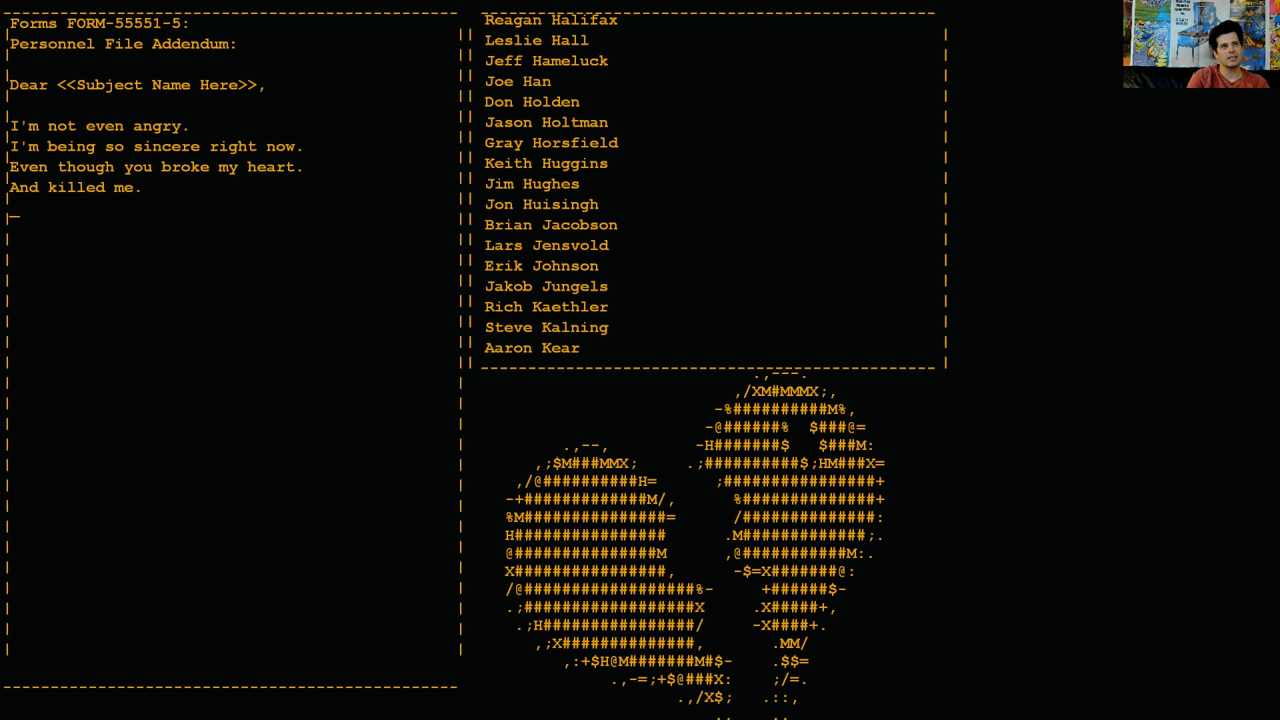 Forms FORM-55551-5:
Personnel File Addendum:
Dear <<Subject Name Here>>,
I'm not even angry.
I'm being so sincere right now.
Even though you broke my heart.
And killed me.
Reagan Halifax
Leslie Hall
Jeff Hameluck
Joe Han
Don Holden
Jason Holtman
Gray Horsfield
Keith Huggins
Jim Hughes
Jon Huisingh
Brian Jacobson
Lars Jensvold
Erik Johnson
Jakob Jungels
Rich Kaethler
Steve Kalning
Aaron Kear